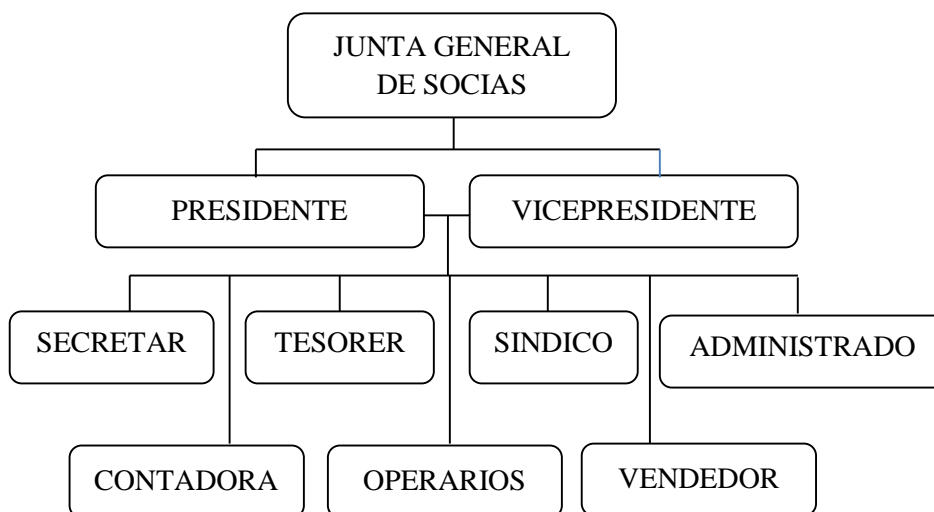 JUNTA GENERAL
DE SOCIAS
PRESIDENTE
VICEPRESIDENTE
SECRETAR
TESORER
SINDICO
ADMINISTRADO
CONTADORA
OPERARIOS
VENDEDOR